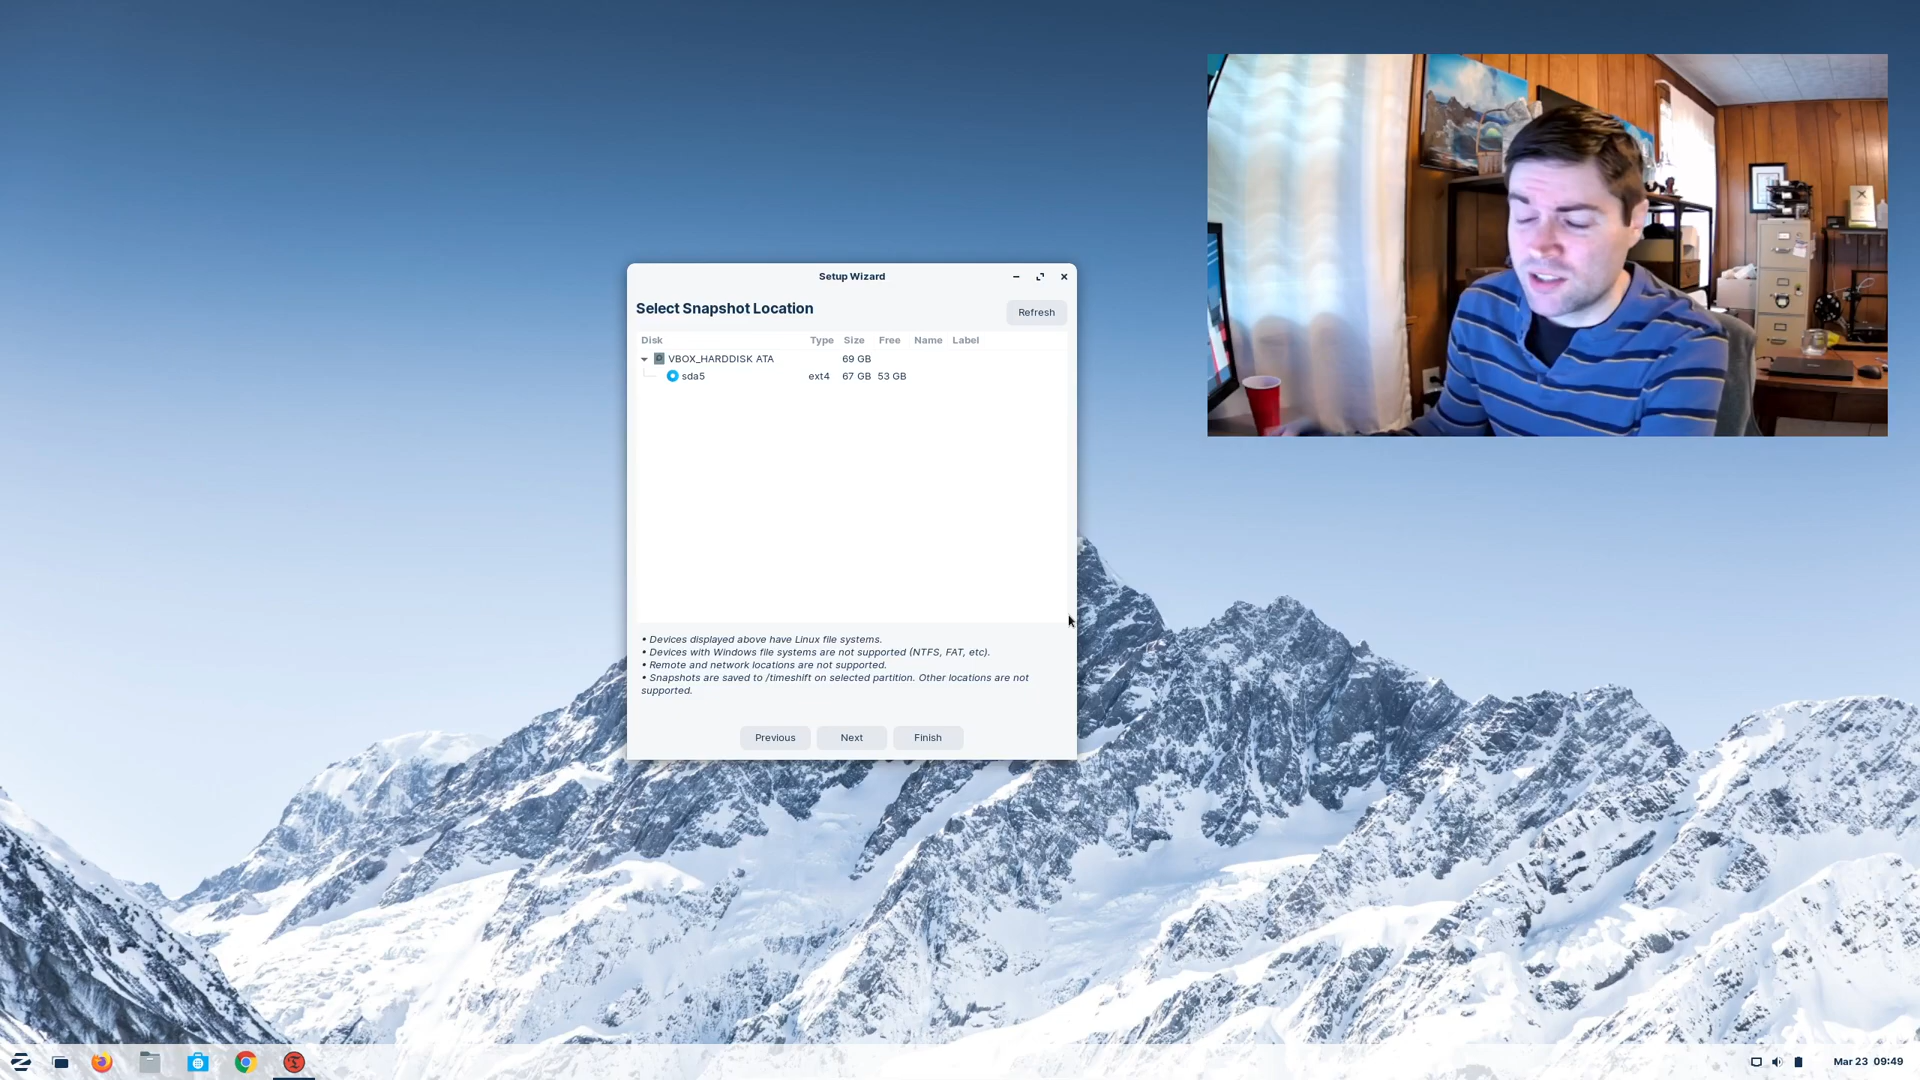 Setup Wizard
Select Snapshot Location
Refresh
Disk Type Size Free Name Label
VBOX_HARDDISK ATA 69 GB
sda5 ext4 67 GB 53 GB
• Devices displayed above have Linux file systems.
• Devices with Windows file systems are not supported (NTFS, FAT, etc).
• Remote and network locations are not supported.
• Snapshots are saved to /timeshift on selected partition. Other locations are not
supported.
Previous Next Finish
Mar 23 09:49